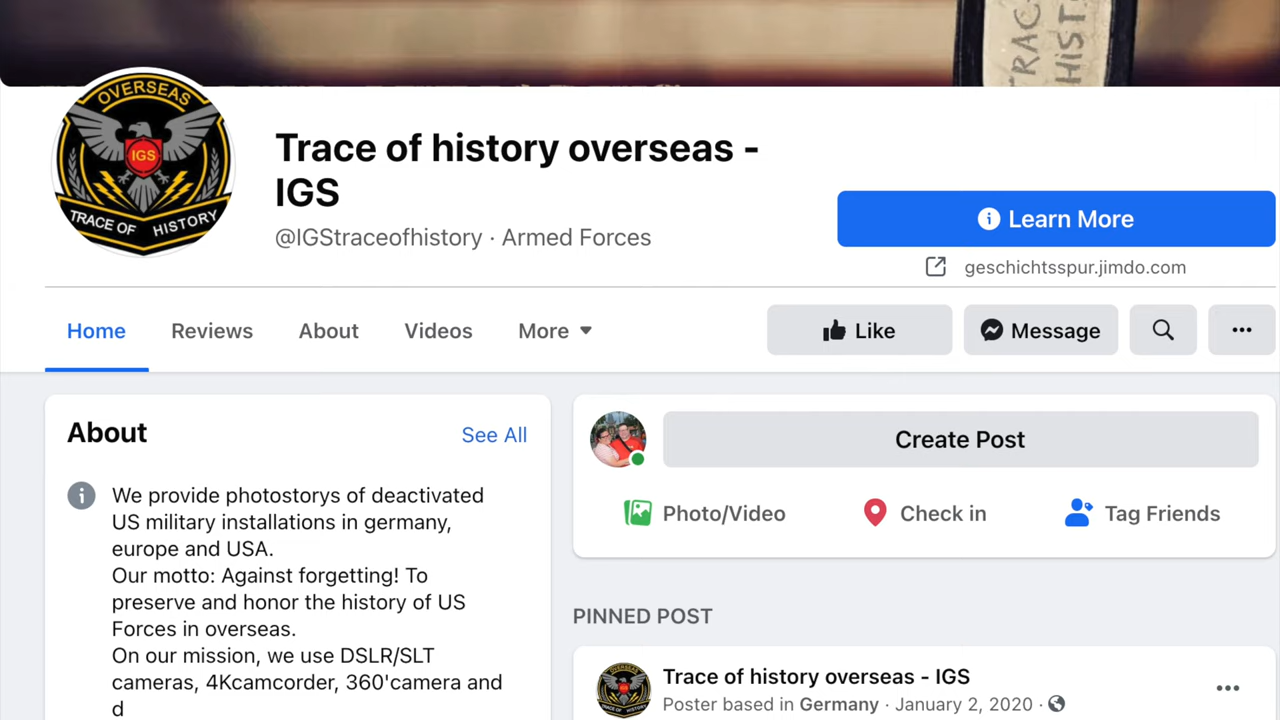 TRAC
HiST
OVERSEAS
IGS
TRACE OF HISTORY
Trace of history overseas -
IGS
@IGStraceofhistory · Armed Forces
Learn More
geschichtsspur.jimdo.com
Home Reviews About Videos More
Like Message
About
See All
We provide photostorys of deactivated
US military installations in germany,
europe and USA.
Our motto: Against forgetting! To
preserve and honor the history of US
Forces in overseas.
On our mission, we use DSLR/SLT
cameras, 4Kcamcorder, 360'camera and
d
Create Post
Photo/Video Check in Tag Friends
PINNED POST
Trace of history overseas - IGS
Poster based in Germany · January 2, 2020 ·